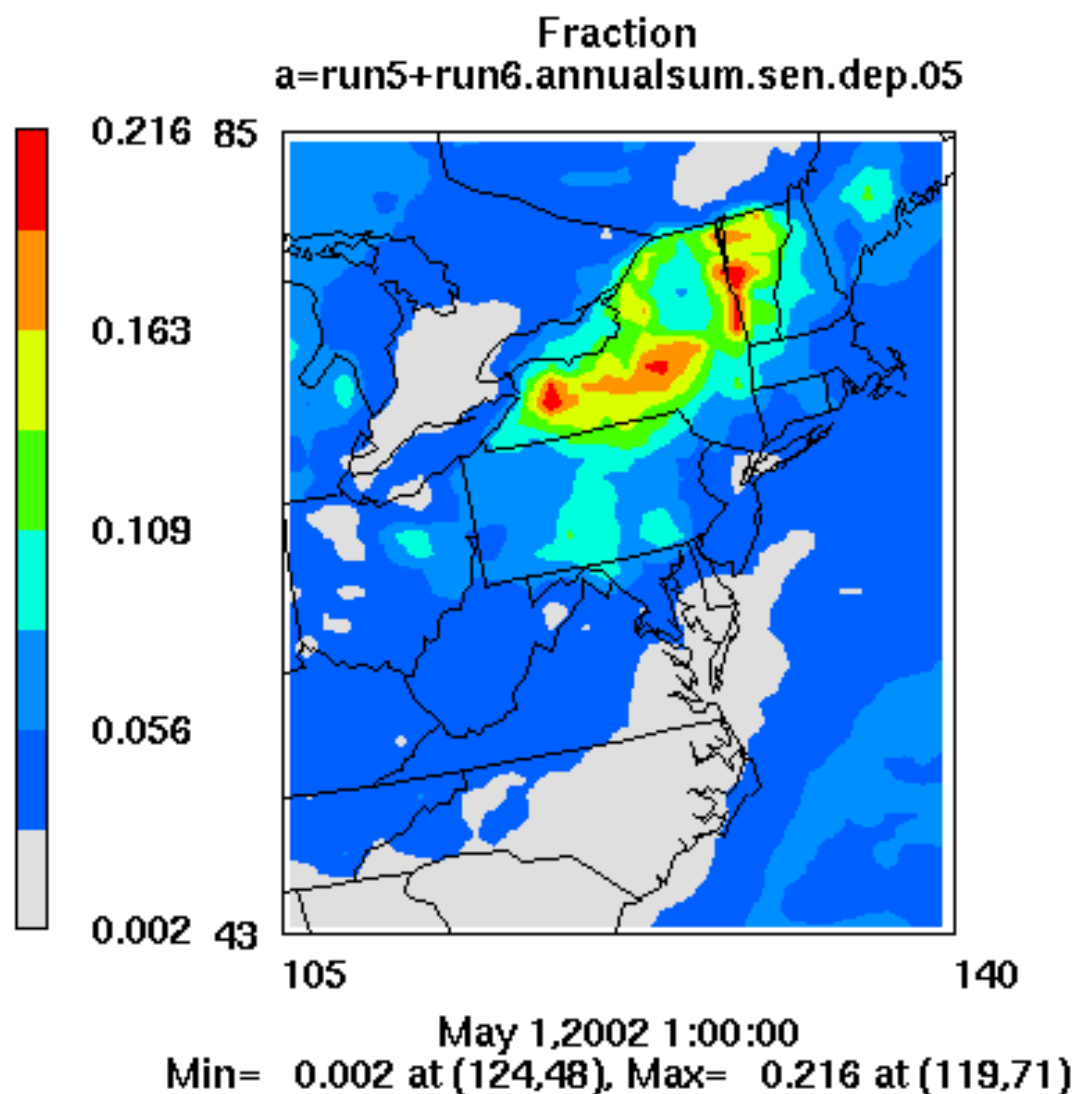 Fraction
a=run5+run6.annualsum.sen.dep.05
0.216 85
0.163
0.109
0.056
0.002 43
105 140
May 1,2002 1:00:00
Min= 0.002 at (124,48), Max= 0.216 at (119,71)